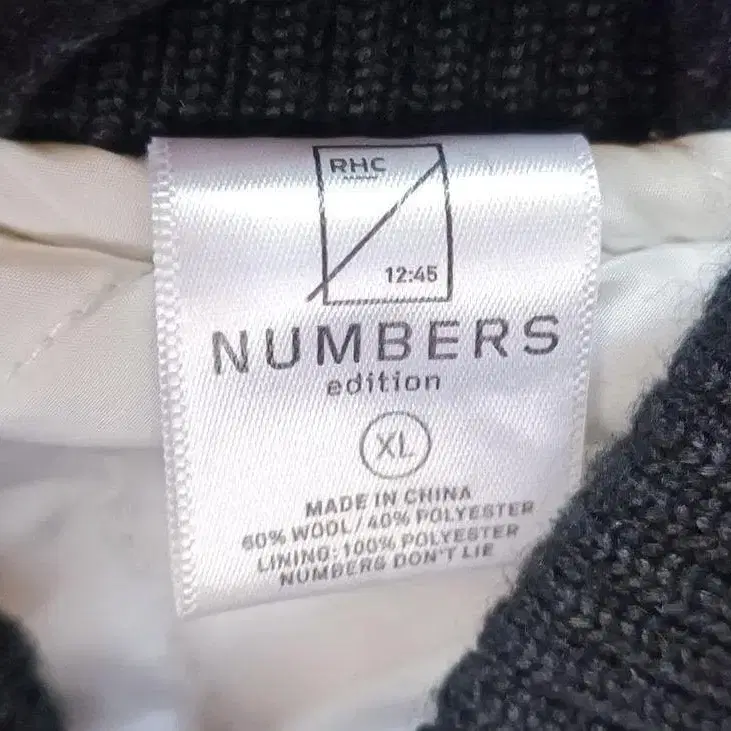 RHC
12:45
NUMBERS
edition
XL
MADE IN CHINA
60% WOOL/40% POLYESTER
LINING: 100% POLYESTER
NUMBERS DON'T LIE